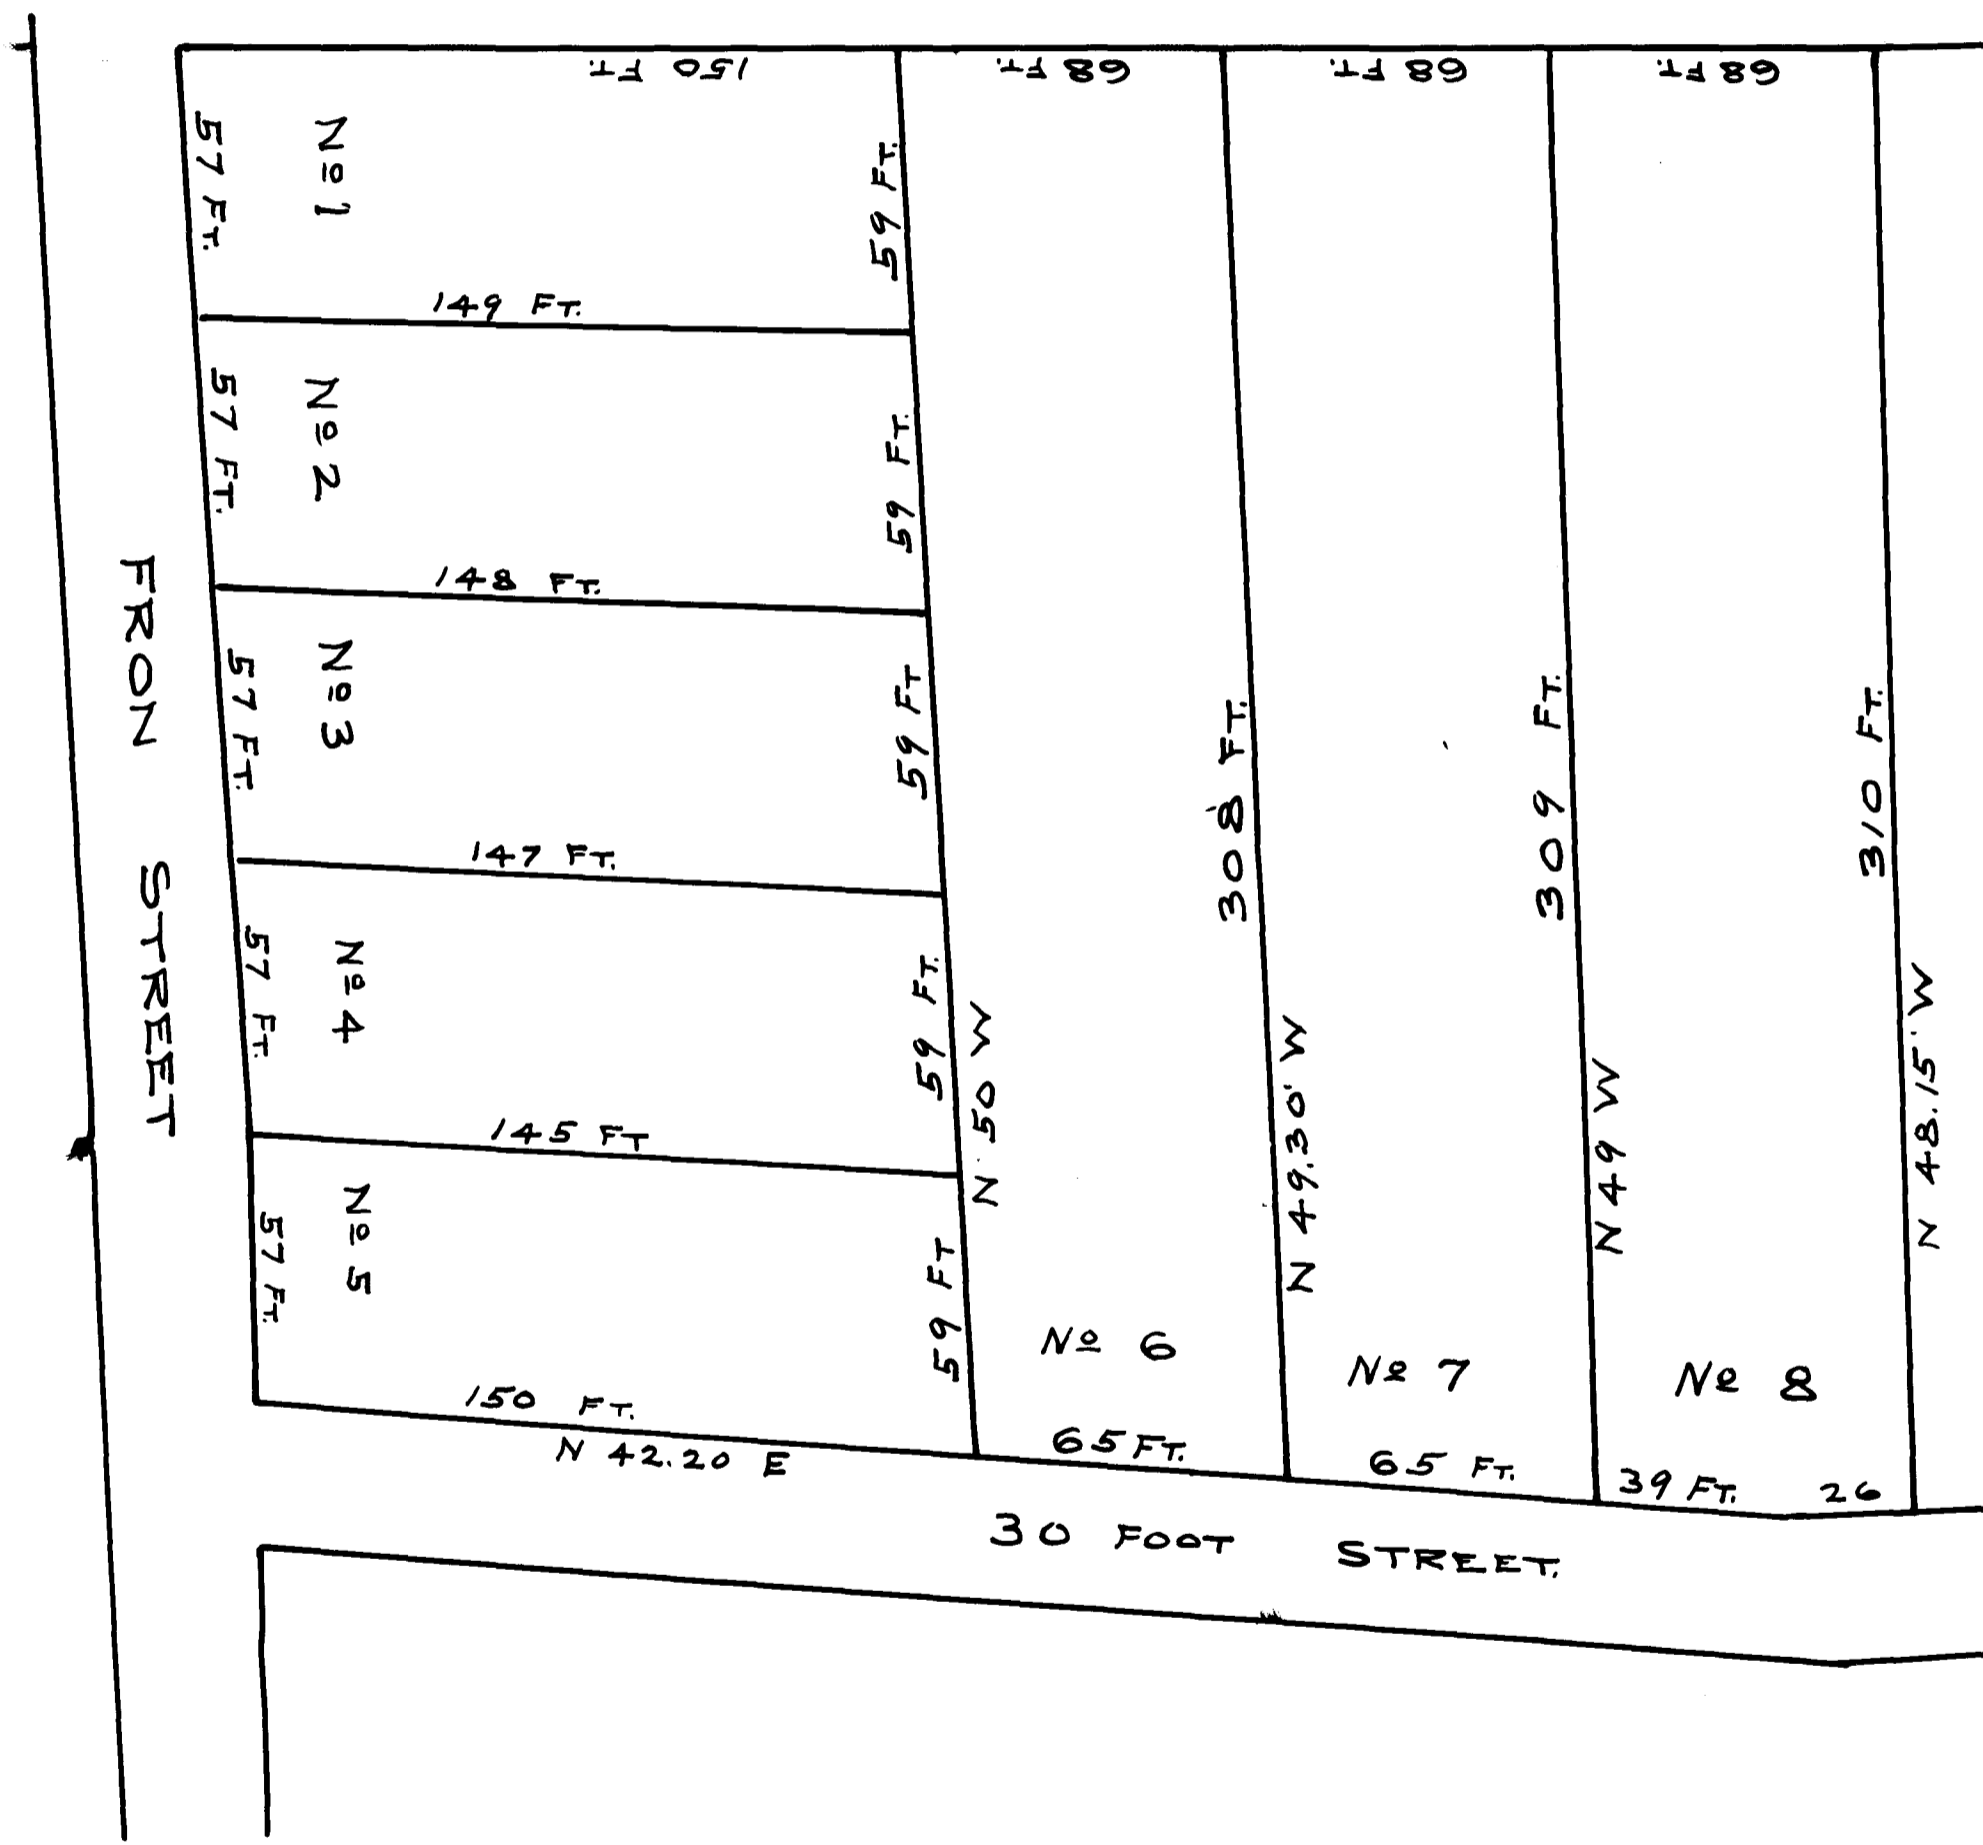 150 FT.
68 FT.
68 FT.
68 FT.
57 FT.
No 1
59 FT.
149 FT.
57 FT.
No 2
59 FT.
148 FT.
57 FT.
No 3
59 FT
147 FT.
57 FT.
No 4
59 FT.
145 FT
57 FT.
No 5
59 FT
150 FT.
N 42.20 E
FRON STREET
N 50 W
308 FT.
N 49.30' W
309 FT.
N 49 W
310 FT.
N 48.15' W
No 6
No 7
No 8
65 FT.
65 FT.
39 FT.
26
30 FOOT STREET.